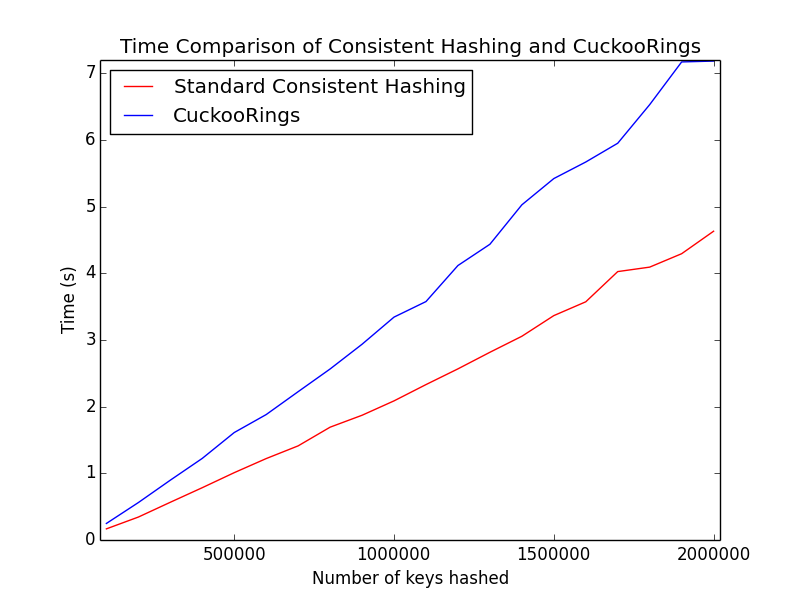 Time Comparison of Consistent Hashing and CuckooRings
Standard Consistent Hashing
CuckooRings
7
6
5
4
3
2
1
0
Time (s)
500000
1000000
1500000
2000000
Number of keys hashed